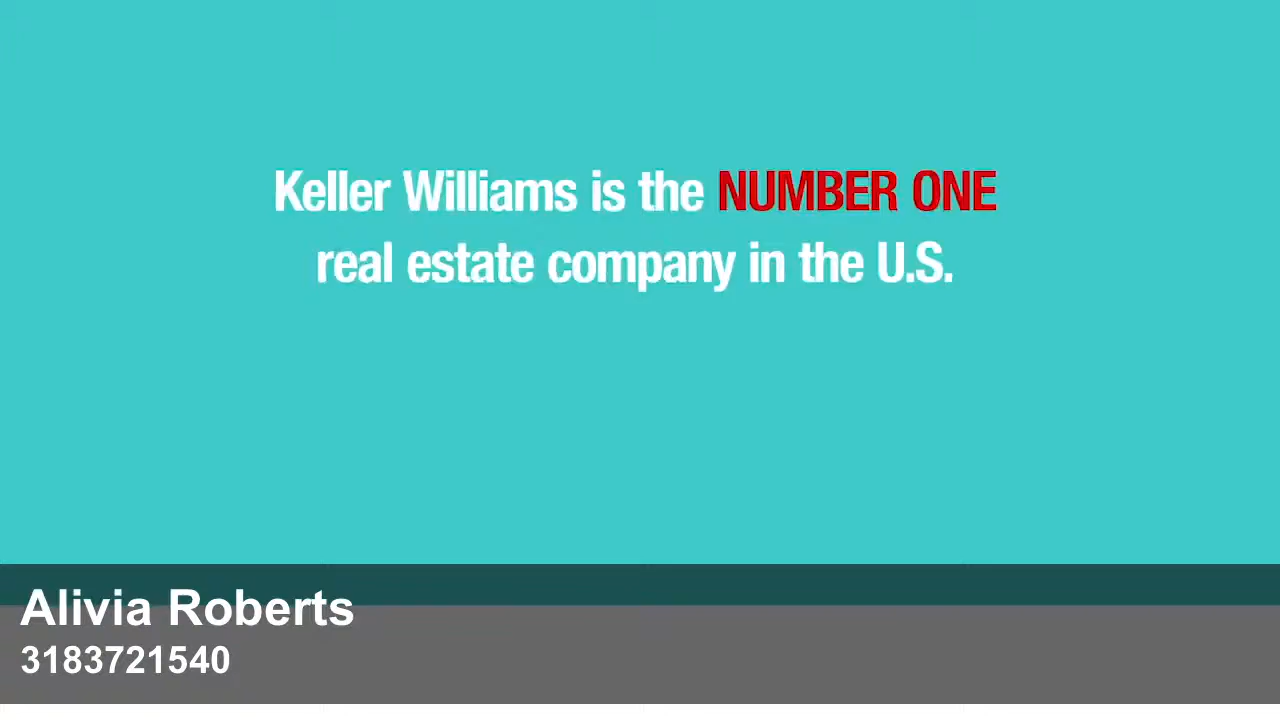 Keller Williams is the NUMBER ONE
real estate company in the U.S.
Alivia Roberts
3183721540